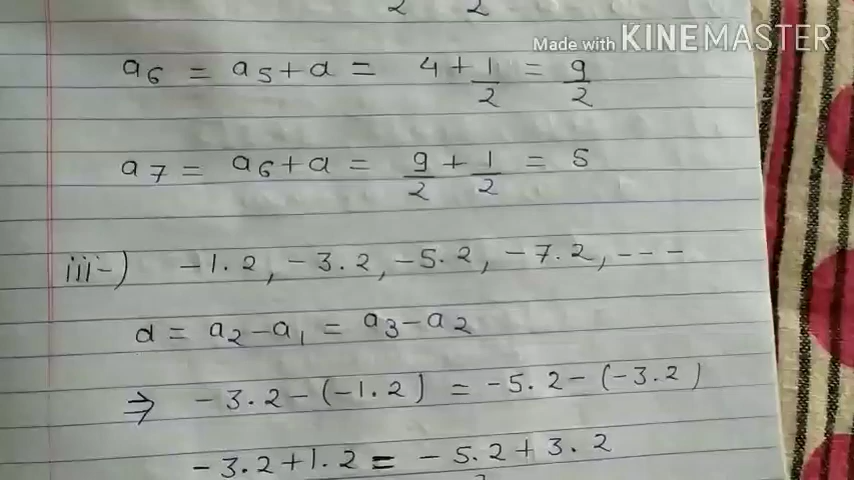 2 2
Made with KINEMASTER
a6 = a5 + d = 4 + 1/2 = 9/2
a7 = a6 + d = 9/2 + 1/2 = 5
iii-) -1.2, -3.2, -5.2, -7.2, ---
d = a2 - a1 = a3 - a2
⇒ -3.2 - (-1.2) = -5.2 - (-3.2)
-3.2 + 1.2 = -5.2 + 3.2